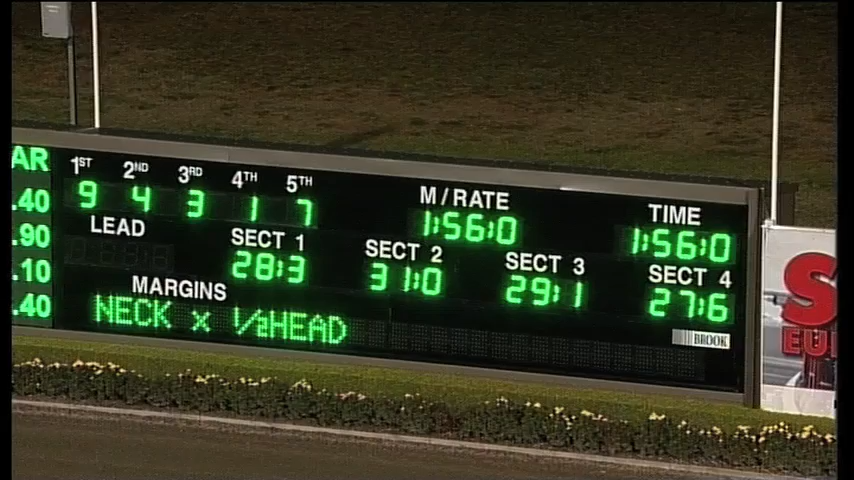 AR 1ST 2ND 3RD 4TH 5TH
.40 9 4 3 1 7
M/RATE TIME
1:56:0 1:56:0
.90 LEAD SECT 1 SECT 2 SECT 3 SECT 4
28:3 31:0 29:1 27:6
.10 MARGINS
.40 NECK x 1/2HEAD
BROOK
S
EU